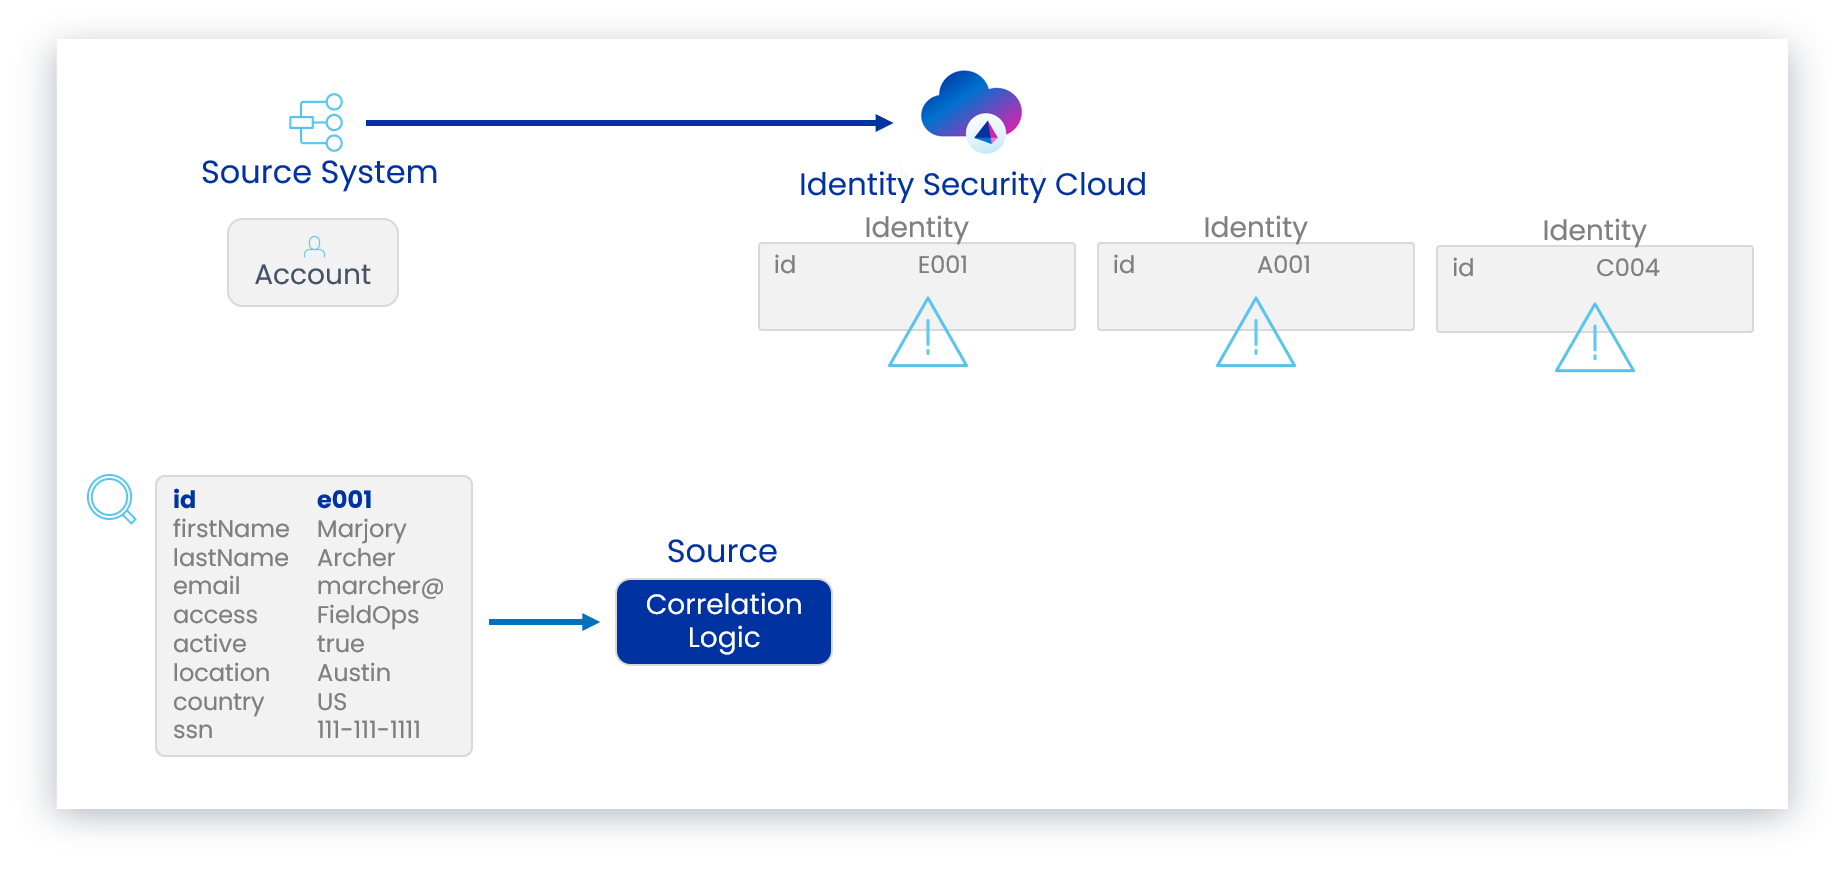 Source System
Account
Identity Security Cloud
Identity
id E001
Identity
id A001
Identity
id C004
id e001
firstName Marjory
lastName Archer
email marcher@
access FieldOps
active true
location Austin
country US
ssn 111-111-1111
Source
Correlation
Logic